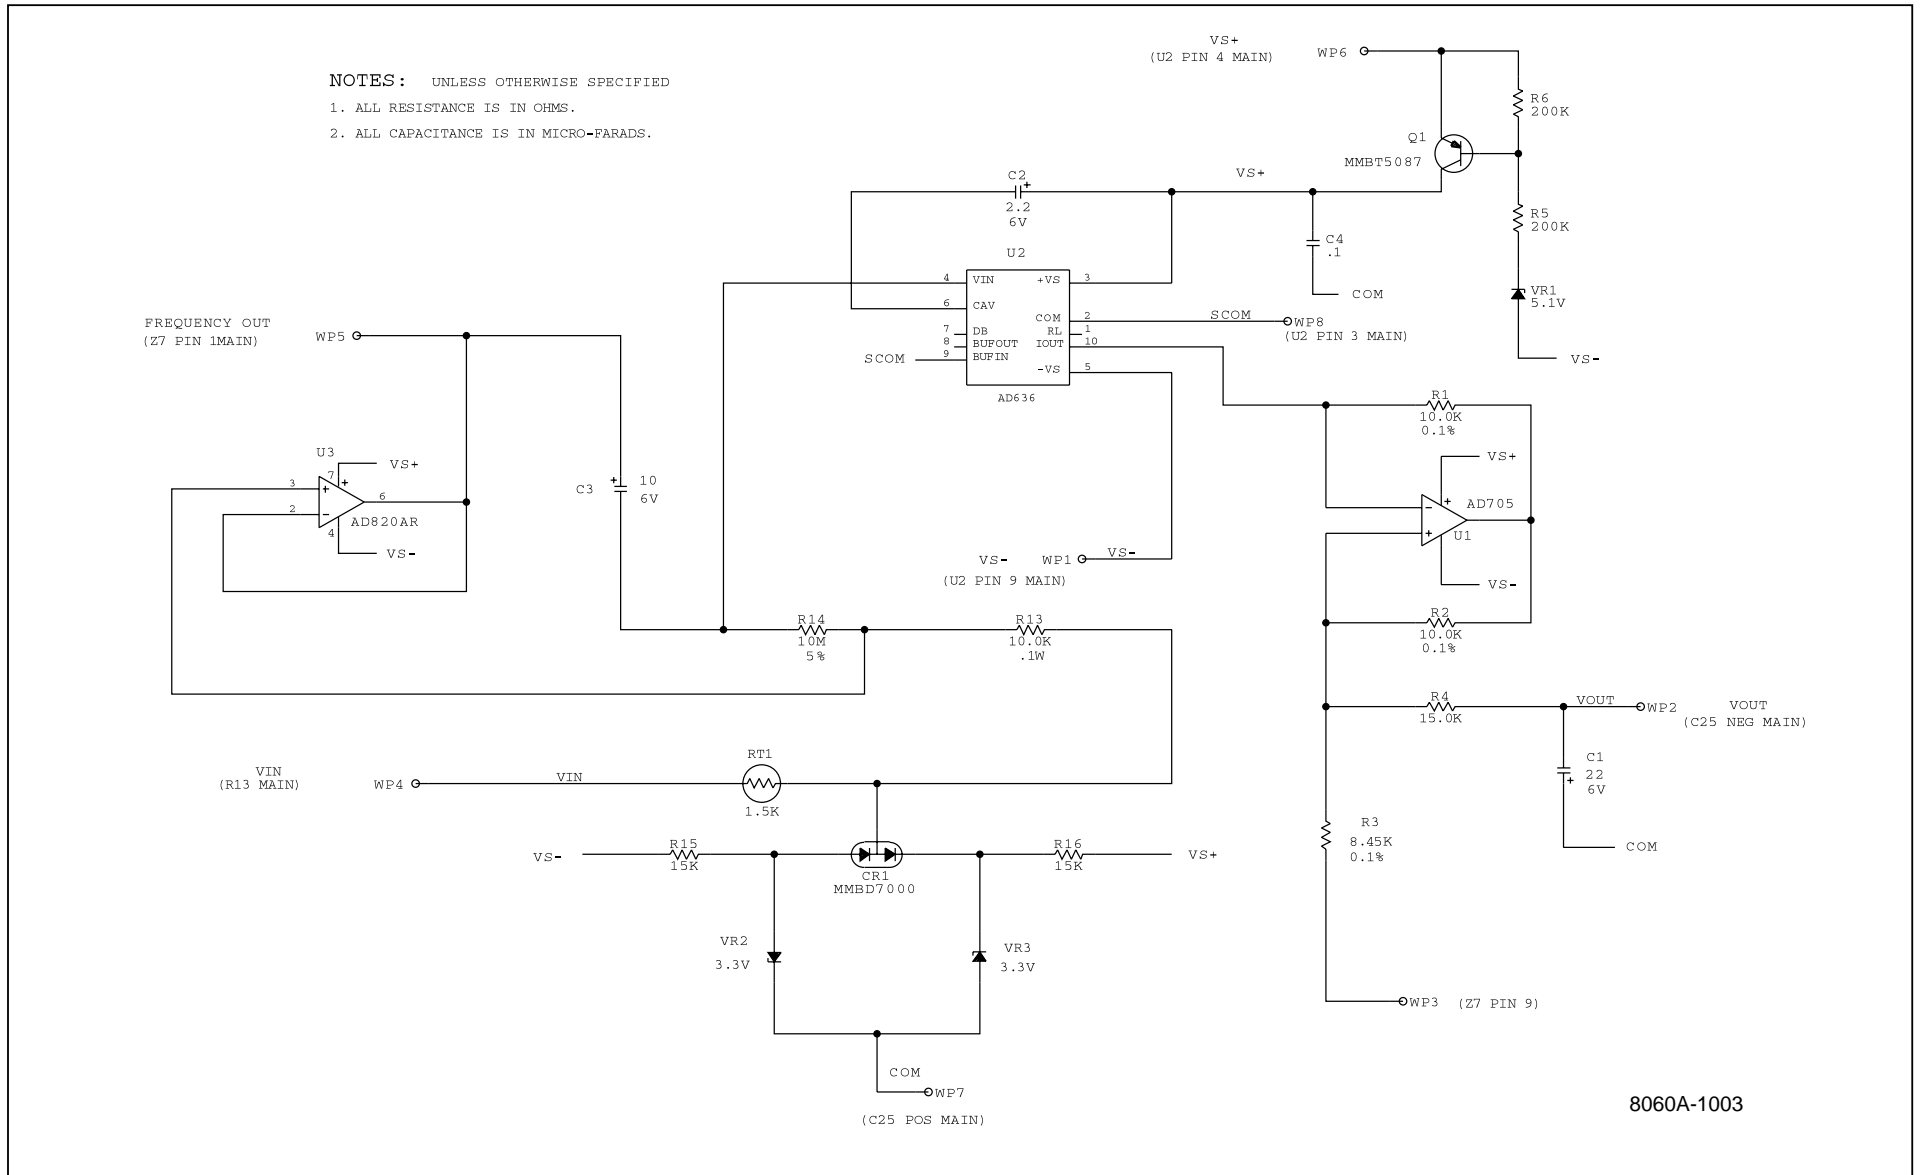 NOTES: UNLESS OTHERWISE SPECIFIED
1. ALL RESISTANCE IS IN OHMS.
2. ALL CAPACITANCE IS IN MICRO-FARADS.
VS+
(U2 PIN 4 MAIN)
WP6
R6
200K
Q1
MMBT5087
R5
200K
VR1
5.1V
VS-
VS+
C2
+
2.2
6V
C4
.1
COM
U2
4 VIN
6 CAV
7 DB
8 BUFOUT
9 BUFIN
SCOM
+VS 3
COM 2
RL 1
IOUT 10
-VS 5
AD636
SCOM
WP8
(U2 PIN 3 MAIN)
FREQUENCY OUT
(Z7 PIN 1MAIN)
WP5
U3
VS+
7
+
3
+
2
-
6
AD820AR
4
VS-
C3
+
10
6V
VS-
(U2 PIN 9 MAIN)
WP1
VS-
R1
10.0K
0.1%
VS+
+
AD705
-
+
U1
VS-
R2
10.0K
0.1%
R14
10M
5%
R13
10.0K
.1W
R4
15.0K
VOUT
WP2
VOUT
(C25 NEG MAIN)
C1
22
+
6V
COM
R3
8.45K
0.1%
WP3 (Z7 PIN 9)
VIN
(R13 MAIN)
WP4
VIN
RT1
1.5K
VS-
R15
15K
CR1
MMBD7000
R16
15K
VS+
VR2
3.3V
VR3
3.3V
COM
WP7
(C25 POS MAIN)
8060A-1003